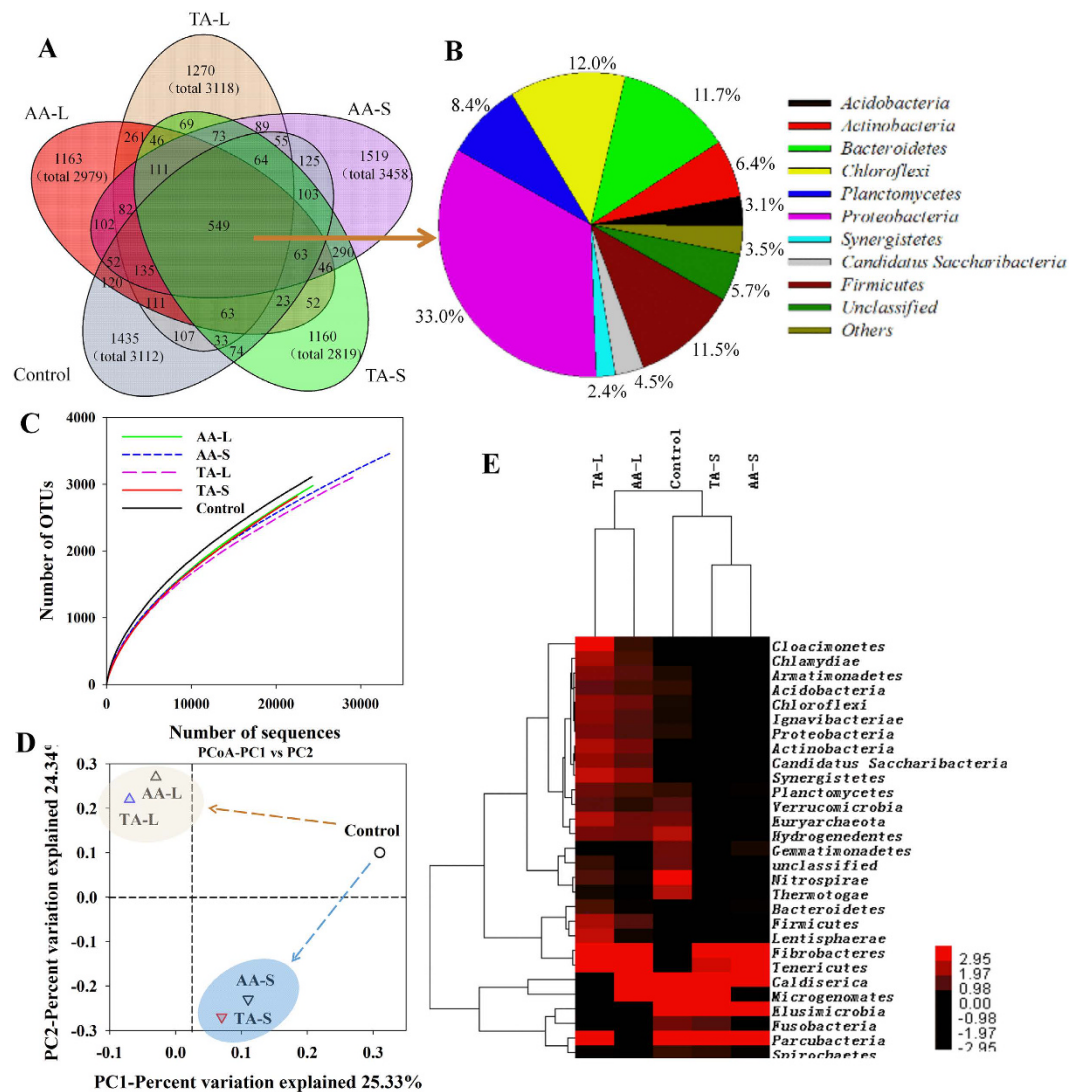 A
TA-L
1270
(total 3118)
AA-L
AA-S
1163
(total 2979)
1519
(total 3458)
261
46
69
73
89
55
64
125
111
103
82
102
549
52
135
120
111
63
290
63
46
23
52
107
33
74
1435
(total 3112)
1160
(total 2819)
Control
TA-S
B
12.0%
11.7%
8.4%
6.4%
3.1%
3.5%
5.7%
33.0%
11.5%
2.4%
4.5%
Acidobacteria
Actinobacteria
Bacteroidetes
Chloroflexi
Planctomycetes
Proteobacteria
Synergistetes
Candidatus Saccharibacteria
Firmicutes
Unclassified
Others
C
4000
3000
2000
1000
0
Number of OTUs
AA-L
AA-S
TA-L
TA-S
Control
0
10000
20000
30000
Number of sequences
D
PCoA-PC1 vs PC2
PC2-Percent variation explained 24.34%
0.3
0.2
0.1
0.0
-0.1
-0.2
-0.3
AA-L
TA-L
Control
AA-S
TA-S
-0.1
0.0
0.1
0.2
0.3
PC1-Percent variation explained 25.33%
E
TA-L
AA-L
Control
TA-S
AA-S
Cloacimonetes
Chlamydiae
Armatimonadetes
Acidobacteria
Chloroflexi
Ignavibacteriae
Proteobacteria
Actinobacteria
Candidatus Saccharibacteria
Synergistetes
Planctomycetes
Verrucomicrobia
Euryarchaeota
Hydrogenedentes
Gemmatimonadetes
unclassified
Nitrospirae
Thermotogae
Bacteroidetes
Firmicutes
Lentisphaerae
Fibrobacteres
Tenericutes
Caldiserica
Microgenomates
Elusimicrobia
Fusobacteria
Parcubacteria
Spirochaetes
2.95
1.97
0.98
0.00
-0.98
-1.97
-2.95